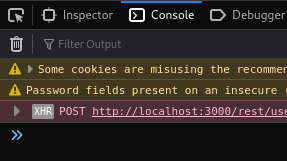 Inspector Console Debugger
Filter Output
Some cookies are misusing the recommen
Password fields present on an insecure
XHR POST http://localhost:3000/rest/use
»